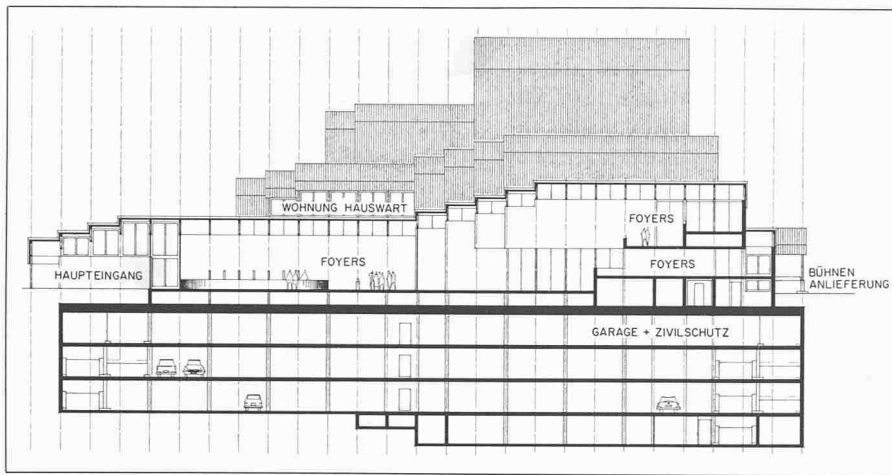 WOHNUNG HAUSWART
FOYERS
HAUPTEINGANG
FOYERS
FOYERS
BÜHNEN
ANLIEFERUNG
GARAGE + ZIVILSCHUTZ